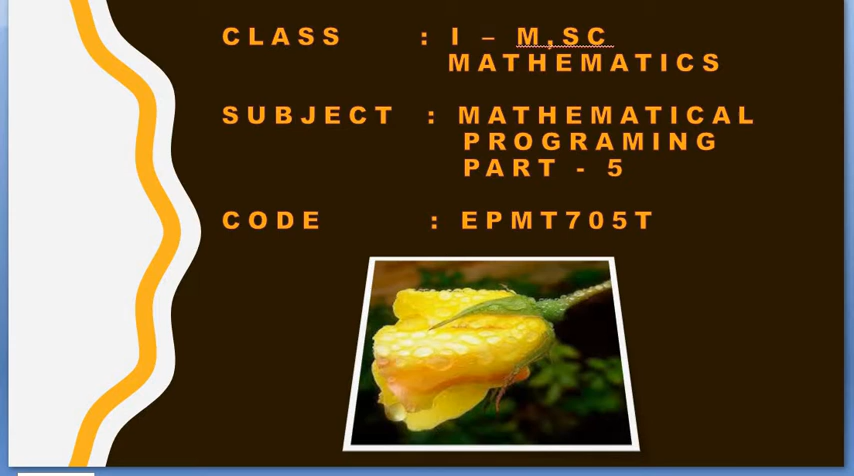 CLASS : I – M,SC
MATHEMATICS
SUBJECT : MATHEMATICAL
PROGRAMING
PART - 5
CODE : EPMT705T